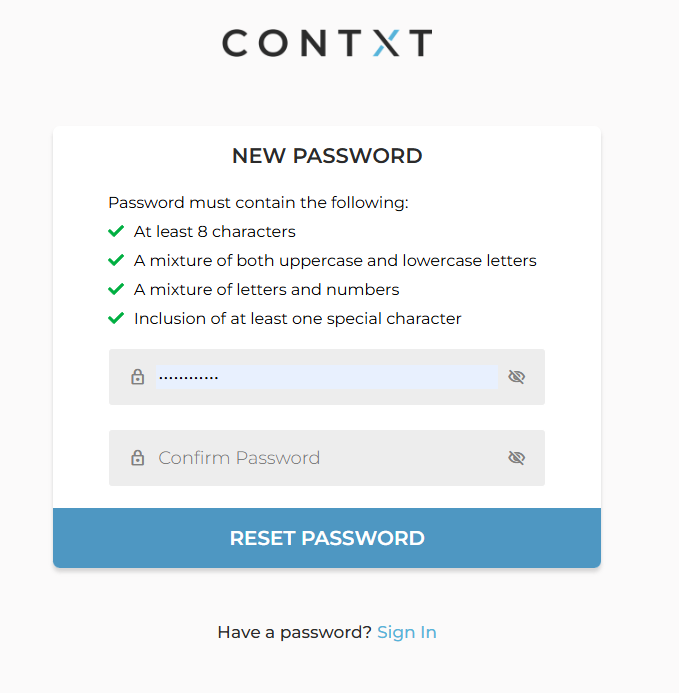 CONTXT
NEW PASSWORD
Password must contain the following:
At least 8 characters
A mixture of both uppercase and lowercase letters
A mixture of letters and numbers
Inclusion of at least one special character
••••••••••••
Confirm Password
RESET PASSWORD
Have a password? Sign In